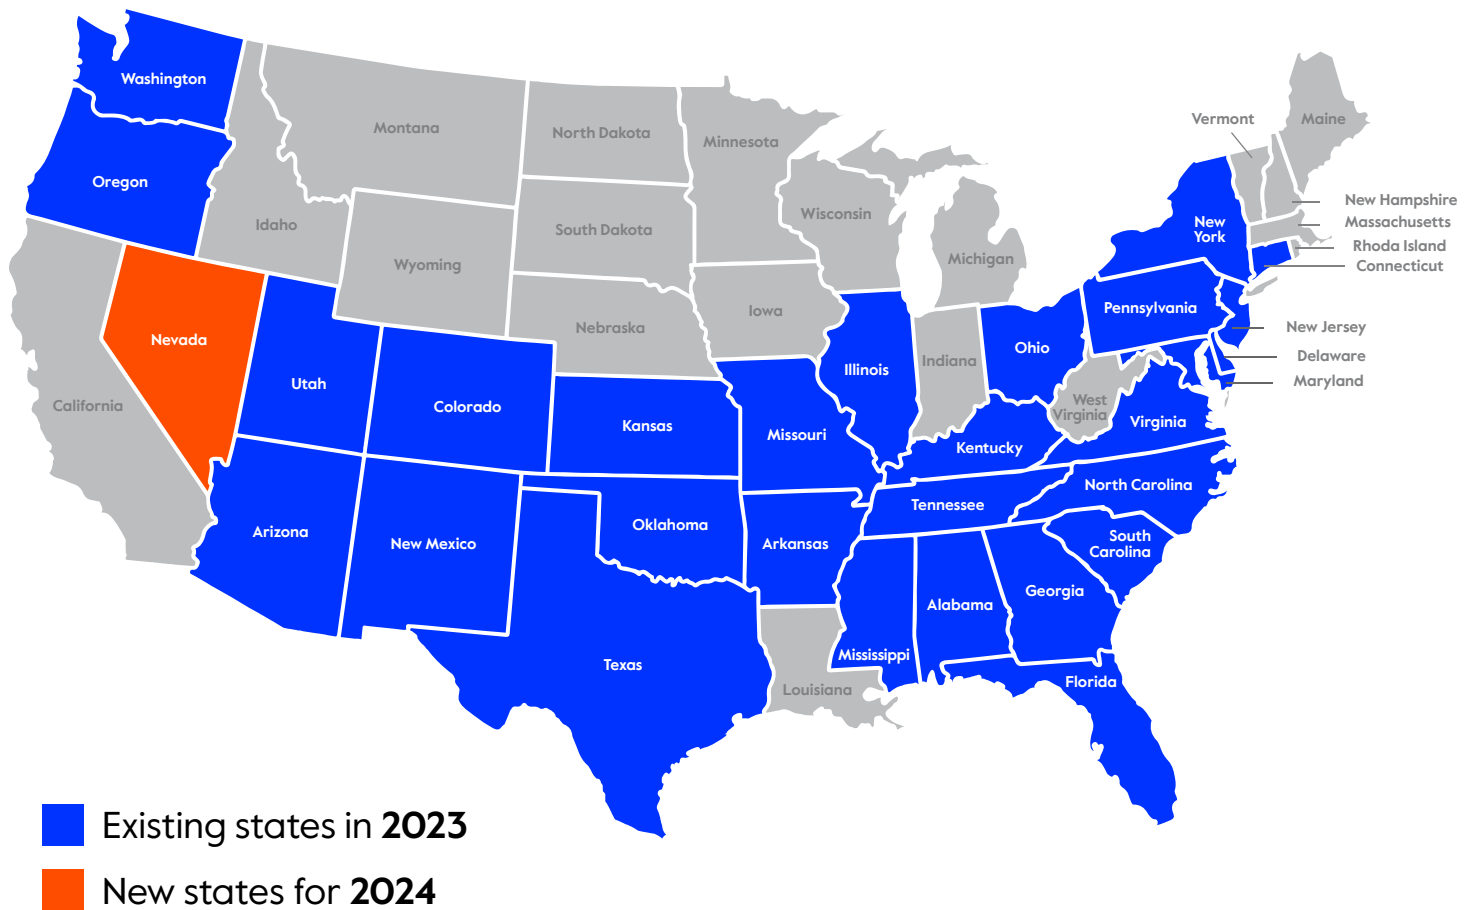 Washington
Montana
North Dakota
Minnesota
Vermont
Maine
Oregon
Idaho
Wyoming
South Dakota
Wisconsin
Michigan
New
York
New Hampshire
Massachusetts
Rhoda Island
Connecticut
Nevada
Nebraska
Iowa
Pennsylvania
New Jersey
Delaware
Maryland
California
Utah
Colorado
Kansas
Missouri
Illinois
Indiana
Ohio
West
Virginia
Virginia
Kentucky
Arizona
New Mexico
Oklahoma
Arkansas
Tennessee
North Carolina
South
Carolina
Texas
Louisiana
Mississippi
Alabama
Georgia
Florida
Existing states in 2023
New states for 2024